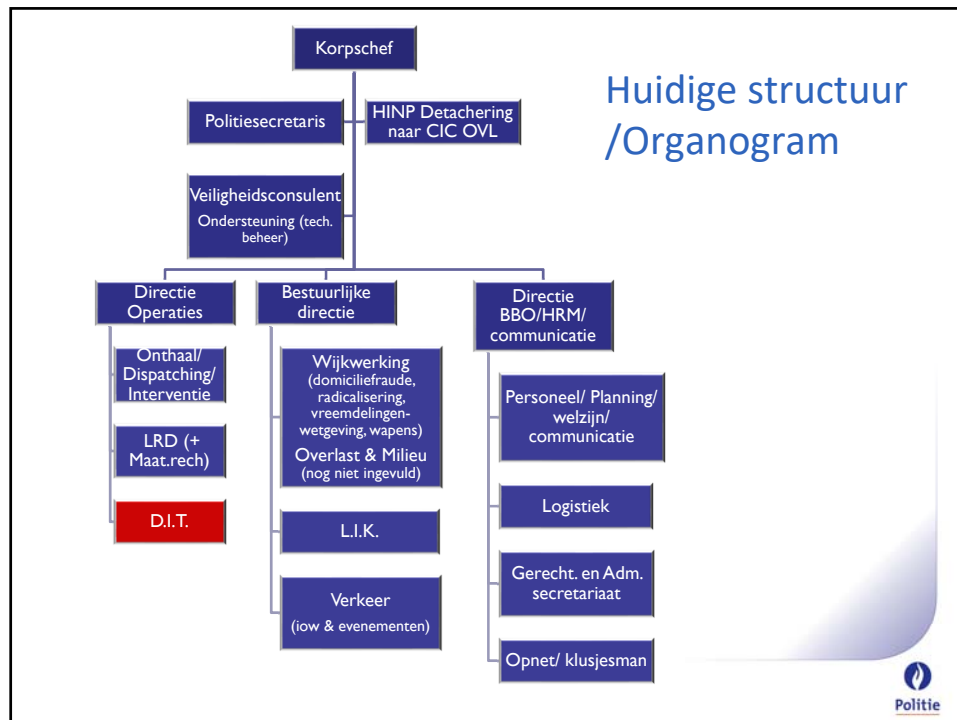 Korpschef
Huidige structuur
/Organogram
Politiesecretaris
HINP Detachering
naar CIC OVL
Veiligheidsconsulent
Ondersteuning (tech.
beheer)
Directie
Operaties
Onthaal/
Dispatching/
Interventie
LRD (+
Maat.rech)
D.I.T.
Bestuurlijke
directie
Wijkwerking
(domiciliefraude,
radicalisering,
vreemdelingen-
wetgeving, wapens)
Overlast & Milieu
(nog niet ingevuld)
L.I.K.
Verkeer
(iow & evenementen)
Directie
BBO/HRM/
communicatie
Personeel/ Planning/
welzijn/
communicatie
Logistiek
Gerecht. en Adm.
secretariaat
Opnet/ klusjesman
Politie